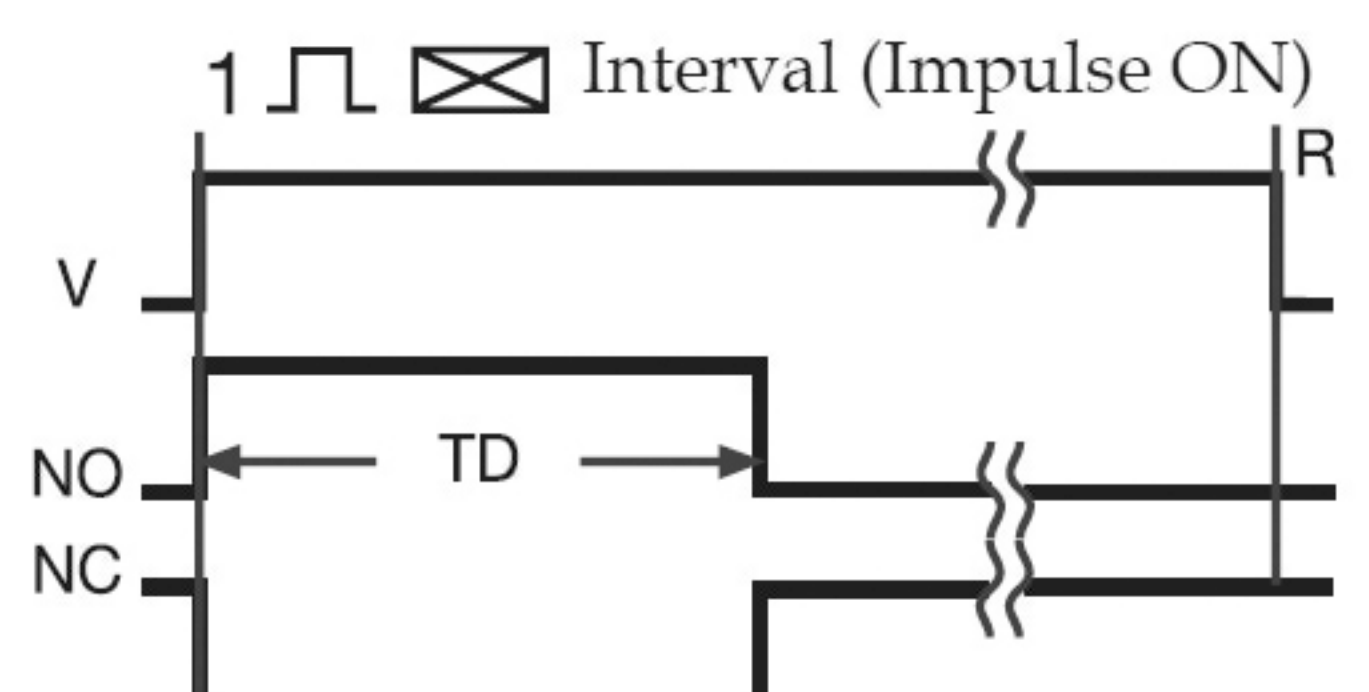 1 Interval (Impulse ON)
R
V
NO
TD
NC